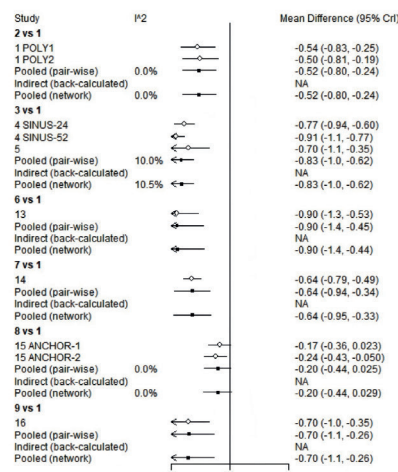 Study I^2 Mean Difference (95% CrI)
2 vs 1
1 POLY1 -0.54 (-0.83, -0.25)
1 POLY2 -0.50 (-0.81, -0.19)
Pooled (pair-wise) 0.0% -0.52 (-0.80, -0.24)
Indirect (back-calculated) NA
Pooled (network) 0.0% -0.52 (-0.80, -0.24)
3 vs 1
4 SINUS-24 -0.77 (-0.94, -0.60)
4 SINUS-52 -0.91 (-1.1, -0.77)
5 -0.70 (-1.1, -0.35)
Pooled (pair-wise) 10.0% -0.83 (-1.0, -0.62)
Indirect (back-calculated) NA
Pooled (network) 10.5% -0.83 (-1.0, -0.62)
6 vs 1
13 -0.90 (-1.3, -0.53)
Pooled (pair-wise) -0.90 (-1.4, -0.45)
Indirect (back-calculated) NA
Pooled (network) -0.90 (-1.4, -0.44)
7 vs 1
14 -0.64 (-0.79, -0.49)
Pooled (pair-wise) -0.64 (-0.94, -0.34)
Indirect (back-calculated) NA
Pooled (network) -0.64 (-0.95, -0.33)
8 vs 1
15 ANCHOR-1 -0.17 (-0.36, 0.023)
15 ANCHOR-2 -0.24 (-0.43, -0.050)
Pooled (pair-wise) 0.0% -0.20 (-0.44, 0.025)
Indirect (back-calculated) NA
Pooled (network) 0.0% -0.20 (-0.44, 0.029)
9 vs 1
16 -0.70 (-1.0, -0.35)
Pooled (pair-wise) -0.70 (-1.1, -0.26)
Indirect (back-calculated) NA
Pooled (network) -0.70 (-1.1, -0.26)